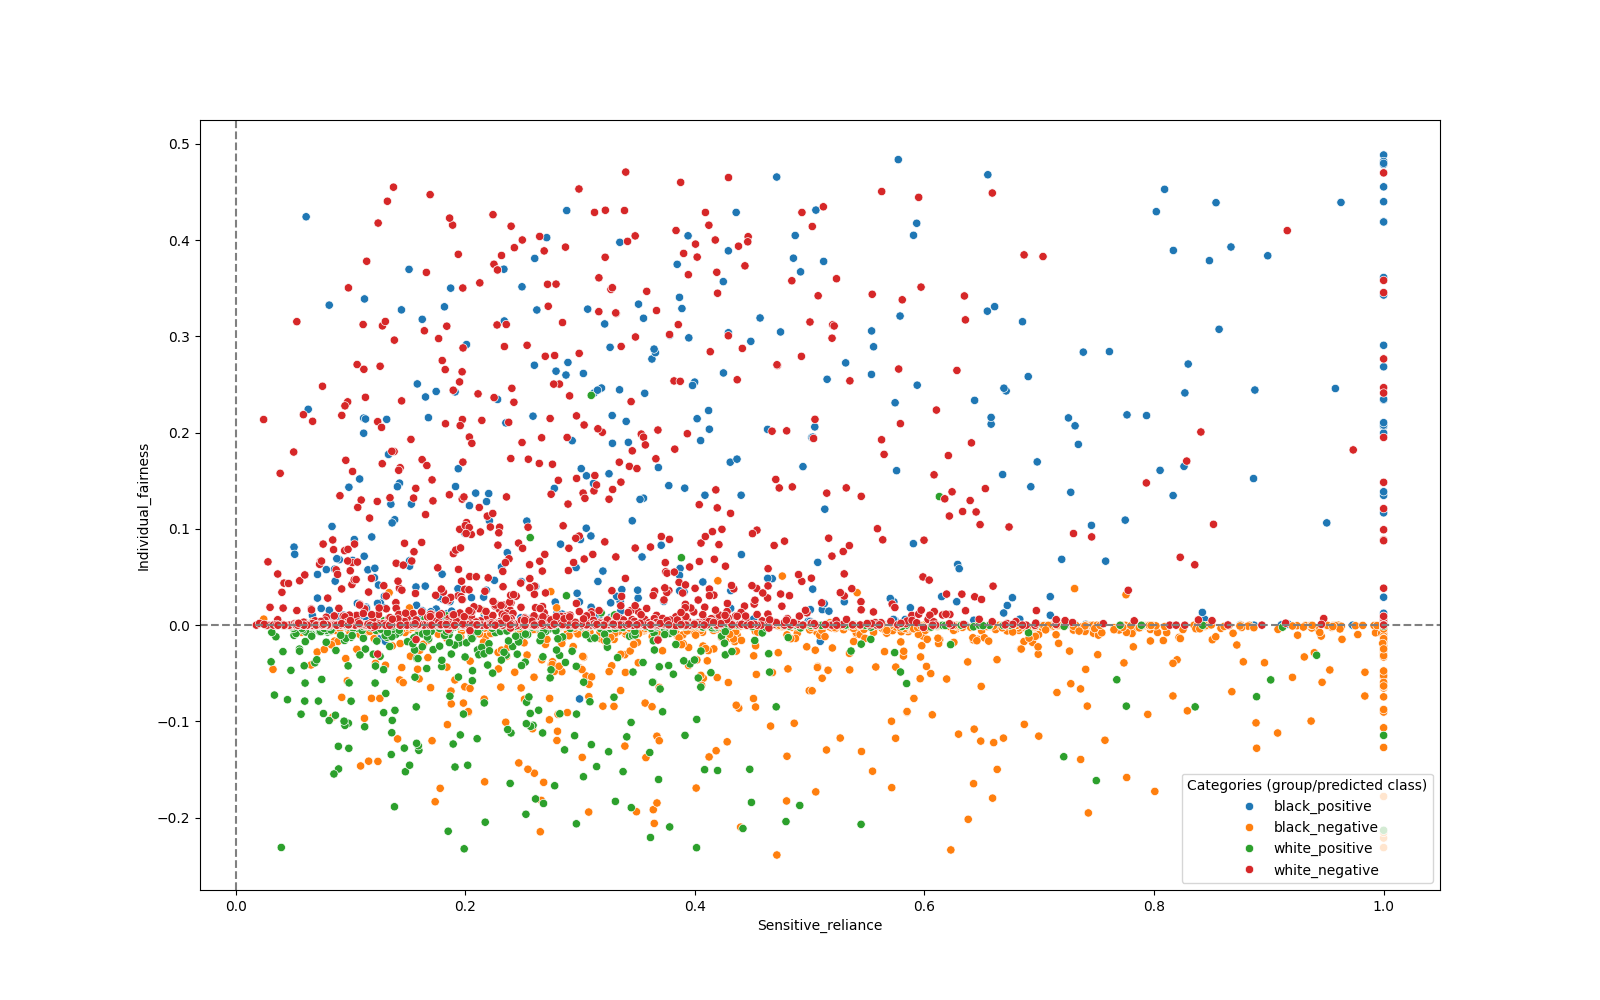 0.5
0.4
0.3
0.2
0.1
0.0
−0.1
−0.2
Individual_fairness
0.0
0.2
0.4
0.6
0.8
1.0
Sensitive_reliance
Categories (group/predicted class)
black_positive
black_negative
white_positive
white_negative